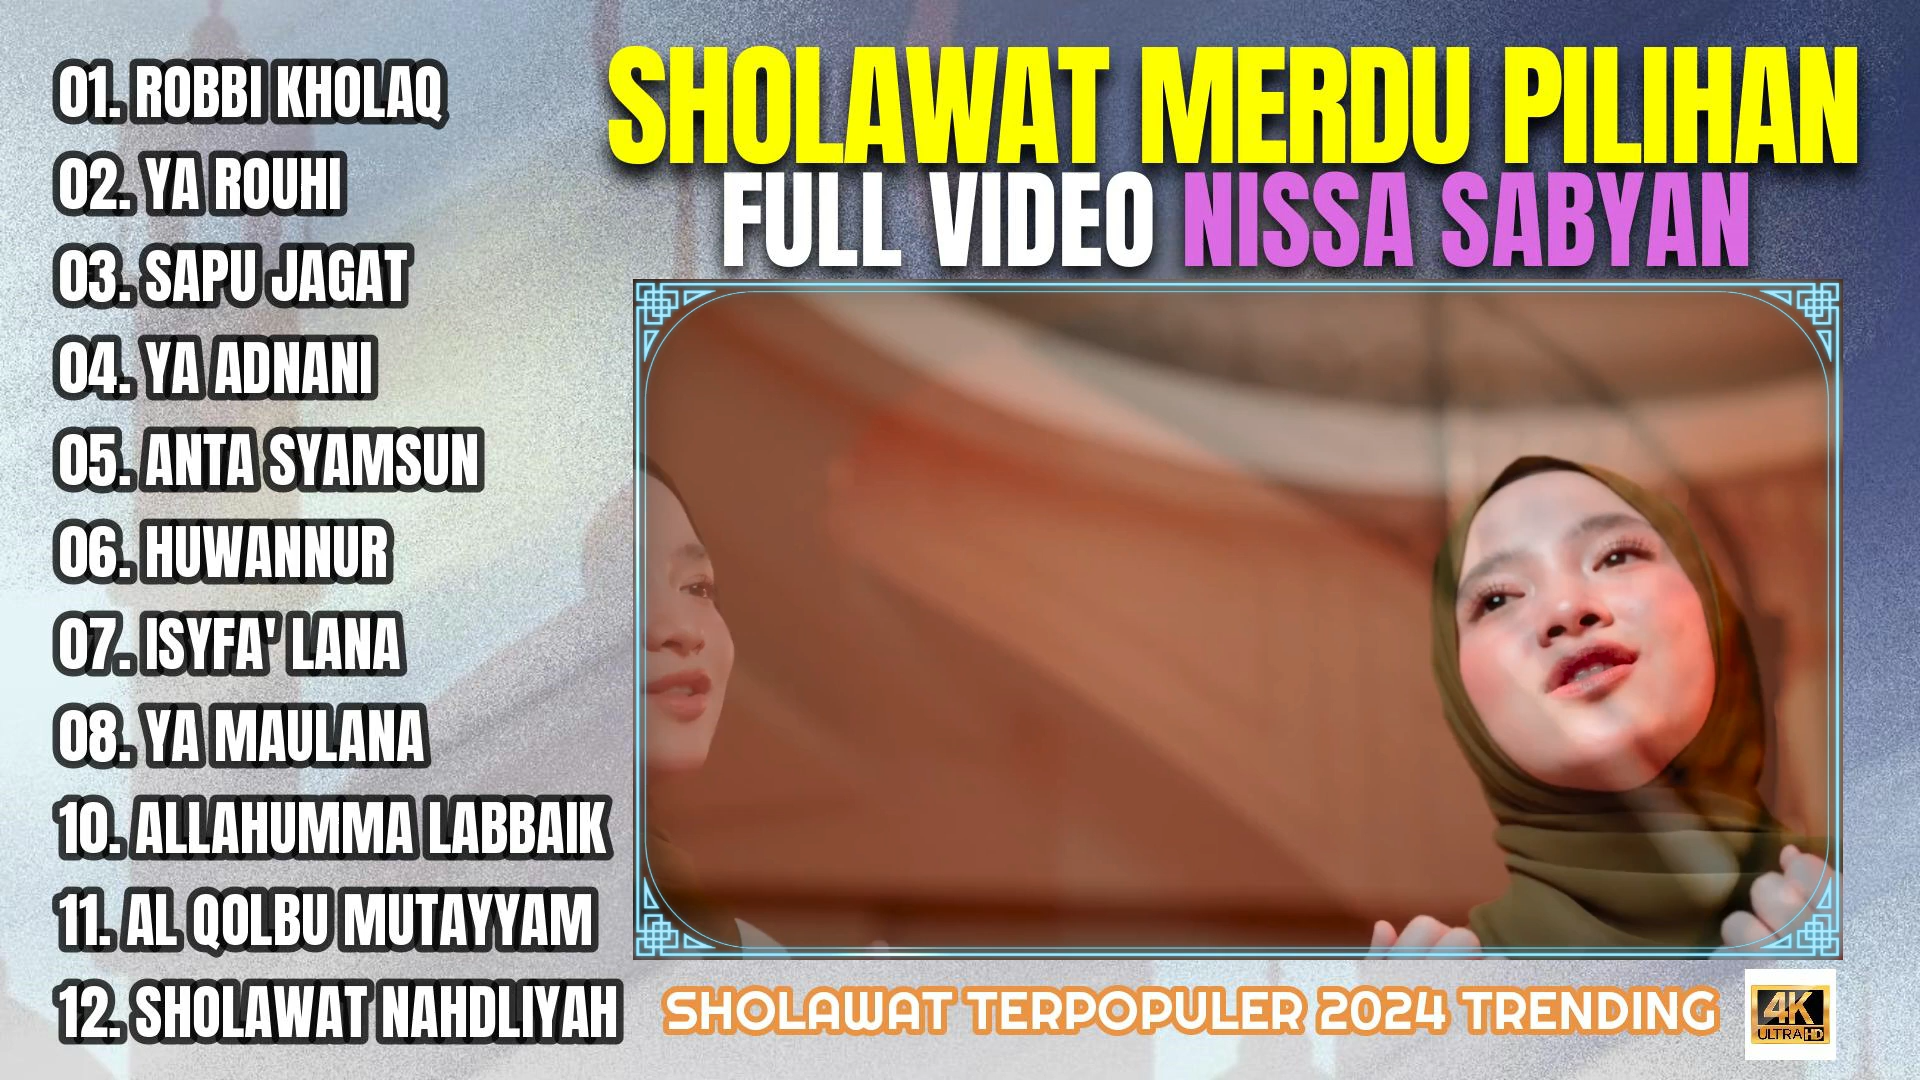 01. ROBBI KHOLAQ
02. YA ROUHI
03. SAPU JAGAT
04. YA ADNANI
05. ANTA SYAMSUN
06. HUWANNUR
07. ISYFA' LANA
08. YA MAULANA
10. ALLAHUMMA LABBAIK
11. AL QOLBU MUTAYYAM
12. SHOLAWAT NAHDLIYAH
SHOLAWAT MERDU PILIHAN
FULL VIDEO NISSA SABYAN
SHOLAWAT TERPOPULER 2024 TRENDING
4K
ULTRA HD